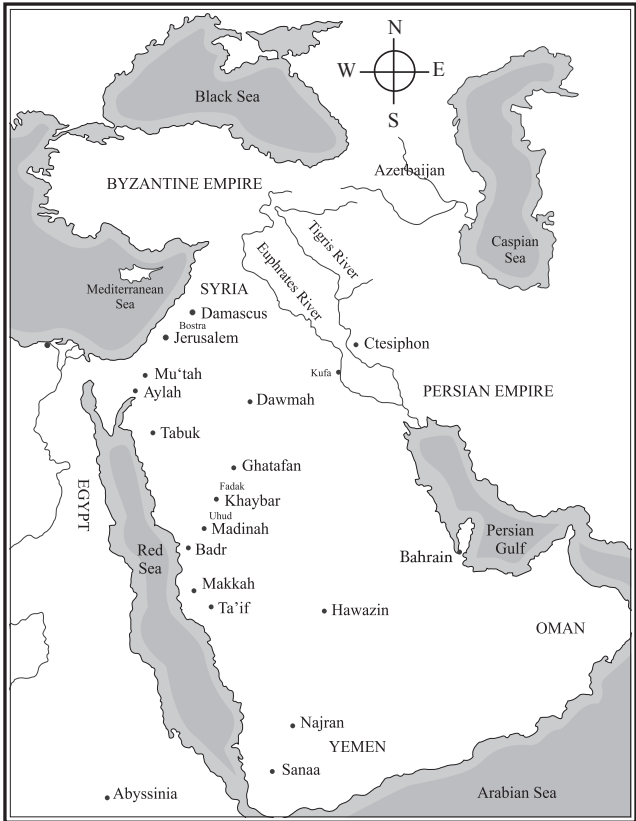 N
W E
S
Black Sea
Azerbaijan
BYZANTINE EMPIRE
Tigris River
Caspian
Sea
Euphrates River
Mediterranean
Sea
SYRIA
Damascus
Bostra
Jerusalem
Ctesiphon
Mu‘tah
Kufa
Aylah
PERSIAN EMPIRE
Dawmah
Tabuk
Ghatafan
EGYPT
Fadak
Khaybar
Uhud
Madinah
Persian
Gulf
Red
Sea
Badr
Bahrain
Makkah
Ta’if
Hawazin
OMAN
Najran
YEMEN
Sanaa
Abyssinia
Arabian Sea